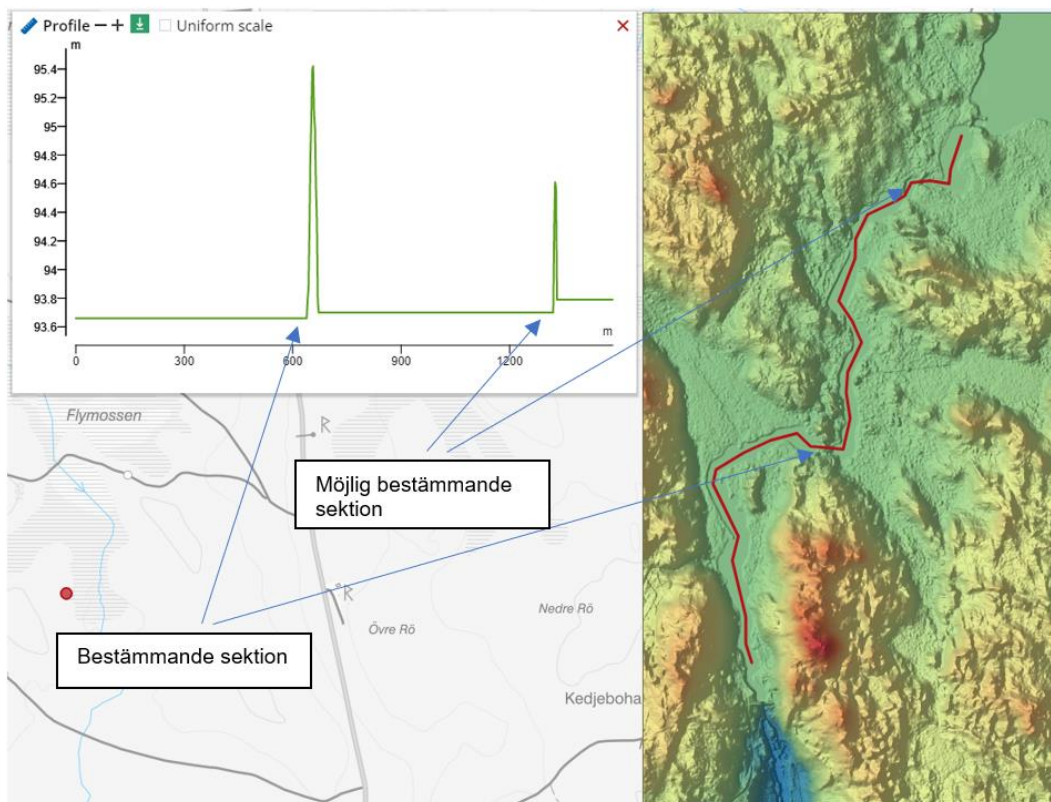 Profile
Uniform scale
m
95.4
95.2
95
94.8
94.6
94.4
94.2
94
93.8
93.6
m
0 300 600 900 1200
Flymossen
R
Möjlig bestämmande
sektion
R
Övre Rö
Nedre Rö
Bestämmande sektion
Kedjeboha